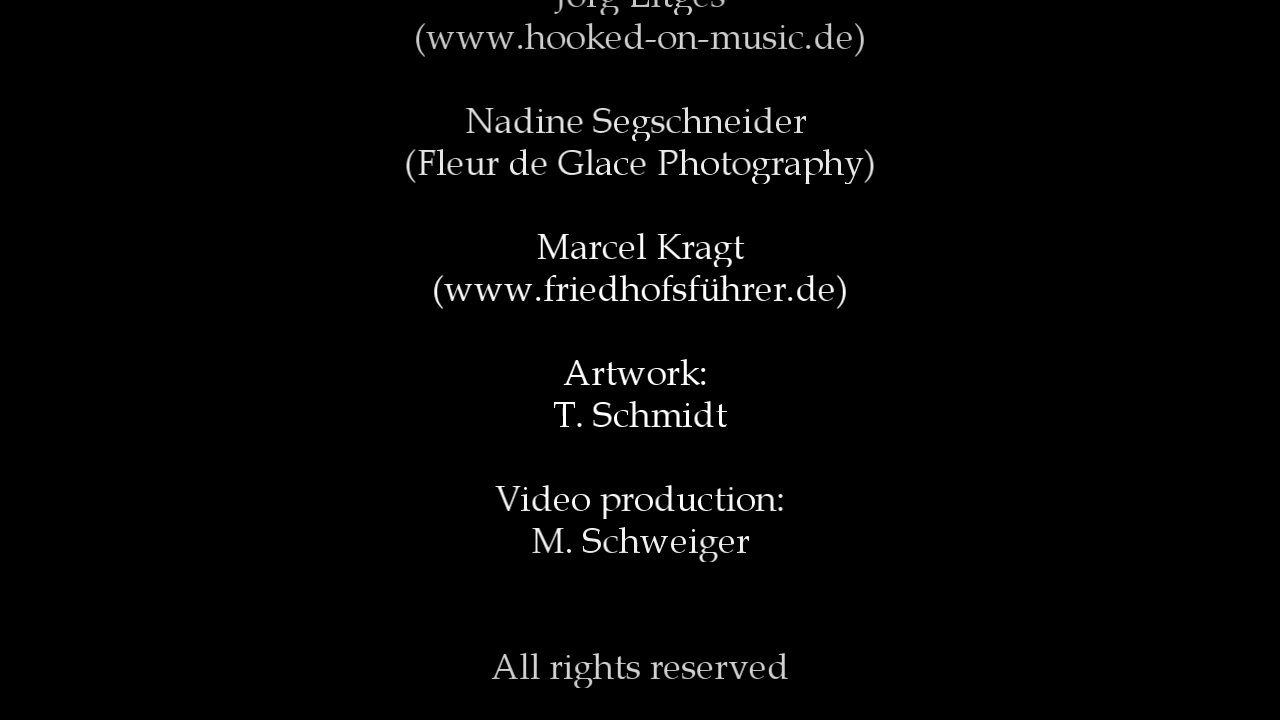 (www.hooked-on-music.de)
Nadine Segschneider
(Fleur de Glace Photography)
Marcel Kragt
(www.friedhofsführer.de)
Artwork:
T. Schmidt
Video production:
M. Schweiger
All rights reserved